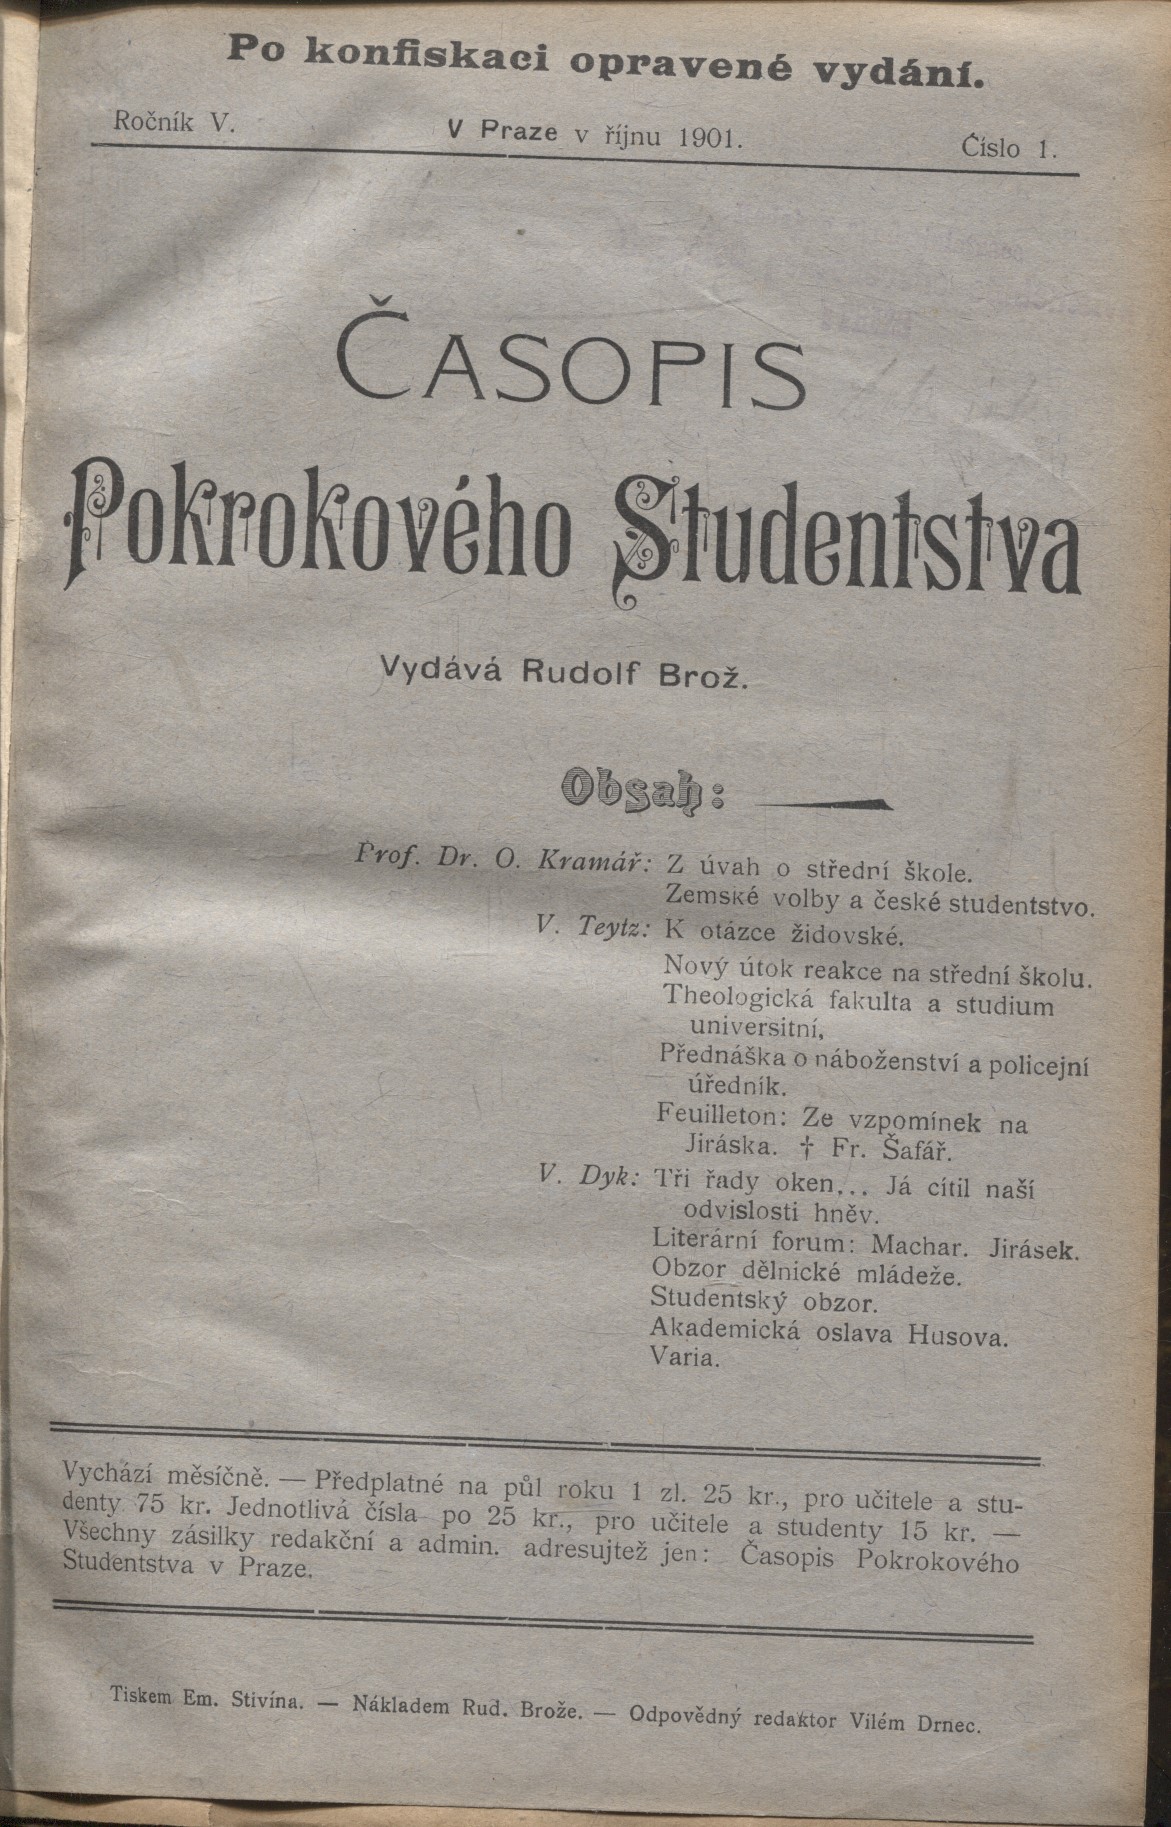 Po konfiskaci opravené vydání.
Ročník V. V Praze v říjnu 1901. Číslo 1.
ČASOPIS
Pokrokového Studentstva
Vydává Rudolf Brož.
Obsah:
Prof. Dr. O. Kramář: Z úvah o střední škole.
Zemské volby a české studentstvo.
V. Teytz: K otázce židovské.
Nový útok reakce na střední školu.
Theologická fakulta a studium
universitní,
Přednáška o náboženství a policejní
úředník.
Feuilleton: Ze vzpomínek na
Jiráska. † Fr. Šafář.
V. Dyk: Tři řady oken... Já cítil naší
odvislosti hněv.
Literární forum: Machar. Jirásek.
Obzor dělnické mládeže.
Studentský obzor.
Akademická oslava Husova.
Varia.
Vychází měsíčně. — Předplatné na půl roku 1 zl. 25 kr., pro učitele a stu-
denty 75 kr. Jednotlivá čísla po 25 kr., pro učitele a studenty 15 kr. —
Všechny zásilky redakční a admin. adresujtež jen: Časopis Pokrokového
Studentstva v Praze.
Tiskem Em. Stivína. — Nákladem Rud. Brože. — Odpovědný redaktor Vilém Drnec.